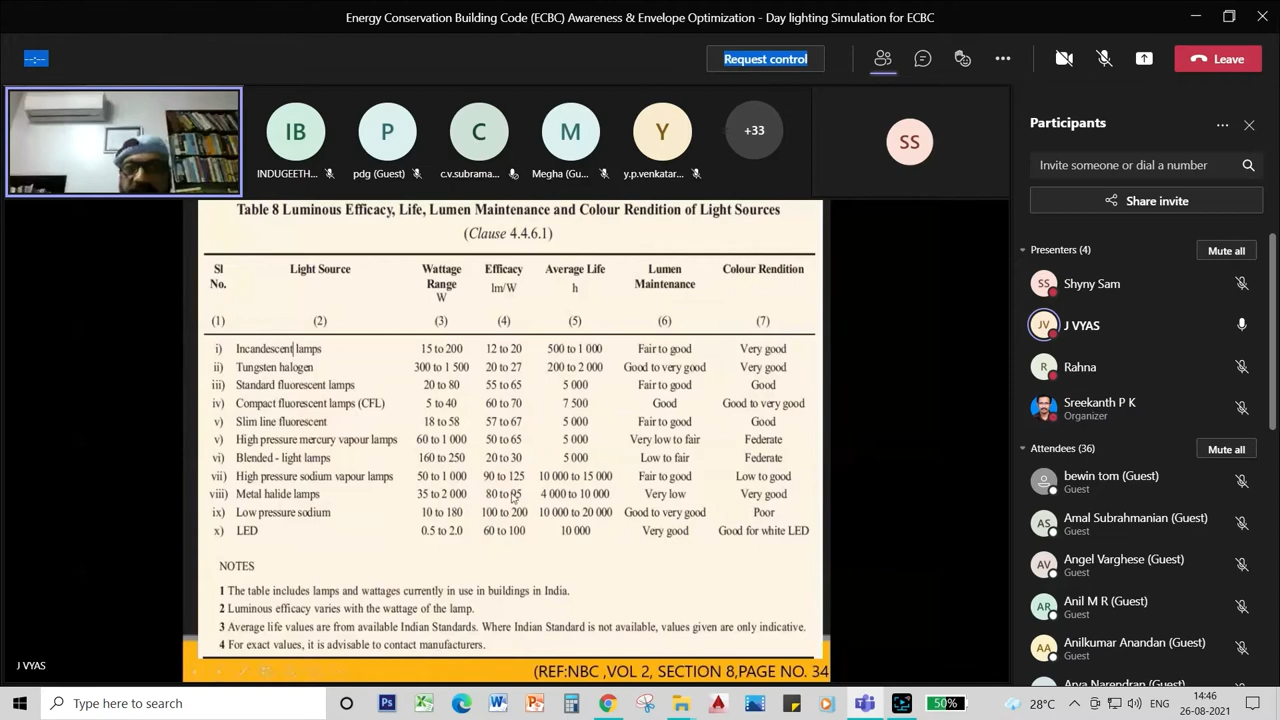 Energy Conservation Building Code (ECBC) Awareness & Envelope Optimization - Day lighting Simulation for ECBC
--:--
Request control
Leave
IB
P
C
M
Y
+33
SS
INDUGEETH...
pdg (Guest)
c.v.subrama...
Megha (Gu...
y.p.venkatar...
Participants
Invite someone or dial a number
Share invite
Presenters (4)
Mute all
SS
Shyny Sam
JV
J VYAS
R
Rahna
Sreekanth P K
Organizer
Attendees (36)
Mute all
bewin tom (Guest)
Guest
AS
Amal Subrahmanian (Guest)
Guest
AV
Angel Varghese (Guest)
Guest
AR
Anil M R (Guest)
Guest
AA
Anilkumar Anandan (Guest)
Guest
Arya Narendran (Guest)
Table 8 Luminous Efficacy, Life, Lumen Maintenance and Colour Rendition of Light Sources
(Clause 4.4.6.1)
Sl No. Light Source Wattage Range W Efficacy lm/W Average Life h Lumen Maintenance Colour Rendition
(1) (2) (3) (4) (5) (6) (7)
i) Incandescent lamps 15 to 200 12 to 20 500 to 1 000 Fair to good Very good
ii) Tungsten halogen 300 to 1 500 20 to 27 200 to 2 000 Good to very good Very good
iii) Standard fluorescent lamps 20 to 80 55 to 65 5 000 Fair to good Good
iv) Compact fluorescent lamps (CFL) 5 to 40 60 to 70 7 500 Good Good to very good
v) Slim line fluorescent 18 to 58 57 to 67 5 000 Fair to good Good
vi) High pressure mercury vapour lamps 60 to 1 000 50 to 65 5 000 Very low to fair Federate
vi) Blended - light lamps 160 to 250 20 to 30 5 000 Low to fair Federate
vii) High pressure sodium vapour lamps 50 to 1 000 90 to 125 10 000 to 15 000 Fair to good Low to good
viii) Metal halide lamps 35 to 2 000 80 to 95 4 000 to 10 000 Very low Very good
ix) Low pressure sodium 10 to 180 100 to 200 10 000 to 20 000 Good to very good Poor
x) LED 0.5 to 2.0 60 to 100 10 000 Very good Good for white LED
NOTES
1 The table includes lamps and wattages currently in use in buildings in India.
2 Luminous efficacy varies with the wattage of the lamp.
3 Average life values are from available Indian Standards. Where Indian Standard is not available, values given are only indicative.
4 For exact values, it is advisable to contact manufacturers.
(REF:NBC ,VOL 2, SECTION 8,PAGE NO. 34
J VYAS
Type here to search
50%
28°C
ENG
14:46
26-08-2021